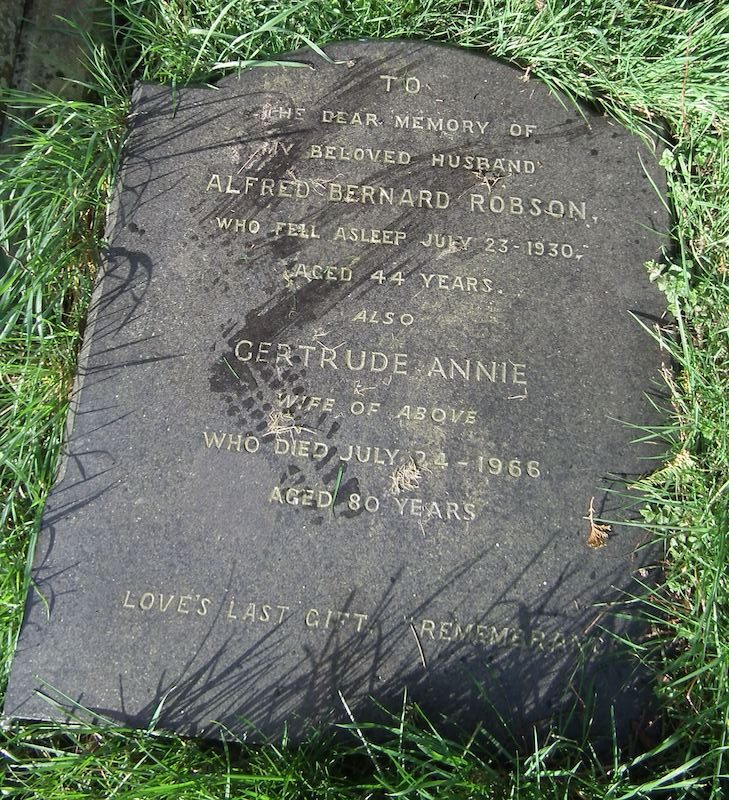 TO
THE DEAR MEMORY OF
MY BELOVED HUSBAND
ALFRED BERNARD ROBSON,
WHO FELL ASLEEP JULY 23-1930,
AGED 44 YEARS.
ALSO
GERTRUDE ANNIE
WIFE OF ABOVE
WHO DIED JULY 24-1966
AGED 80 YEARS
LOVE'S LAST GIFT,